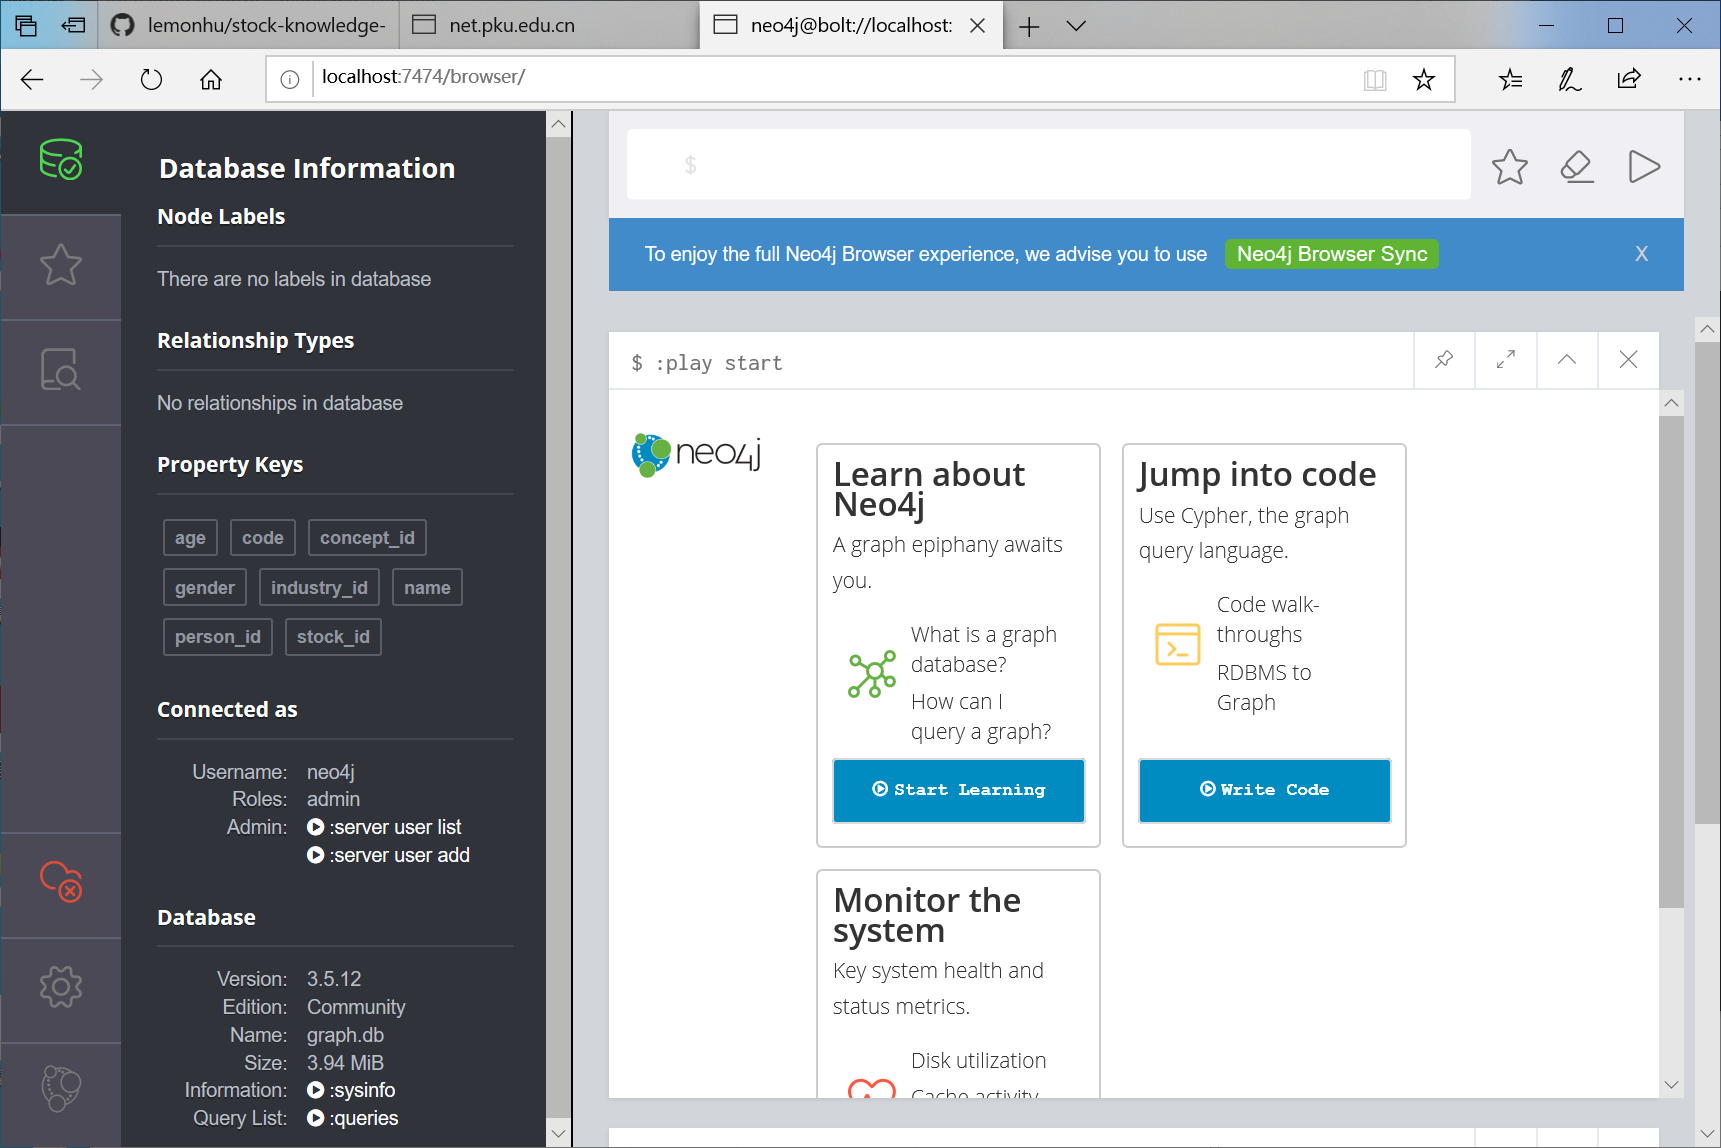 lemonhu/stock-knowledge-
net.pku.edu.cn
neo4j@bolt://localhost:
localhost:7474/browser/
Database Information
Node Labels
There are no labels in database
Relationship Types
No relationships in database
Property Keys
age code concept_id
gender industry_id name
person_id stock_id
Connected as
Username: neo4j
Roles: admin
Admin: :server user list
:server user add
Database
Version: 3.5.12
Edition: Community
Name: graph.db
Size: 3.94 MiB
Information: :sysinfo
Query List: :queries
$
To enjoy the full Neo4j Browser experience, we advise you to use Neo4j Browser Sync X
$ :play start
neo4j
Learn about
Neo4j
A graph epiphany awaits
you.
What is a graph
database?
How can I
query a graph?
Start Learning
Jump into code
Use Cypher, the graph
query language.
Code walk-
throughs
RDBMS to
Graph
Write Code
Monitor the
system
Key system health and
status metrics.
Disk utilization
Cache activity